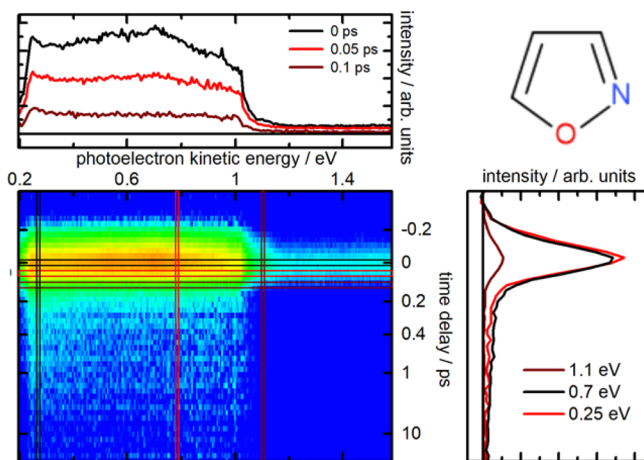 0 ps
0.05 ps
0.1 ps
intensity / arb. units
photoelectron kinetic energy / eV
0.2 0.6 1 1.4
N
O
intensity / arb. units
-0.2
0
0.2
0.4
1
10
time delay / ps
1.1 eV
0.7 eV
0.25 eV